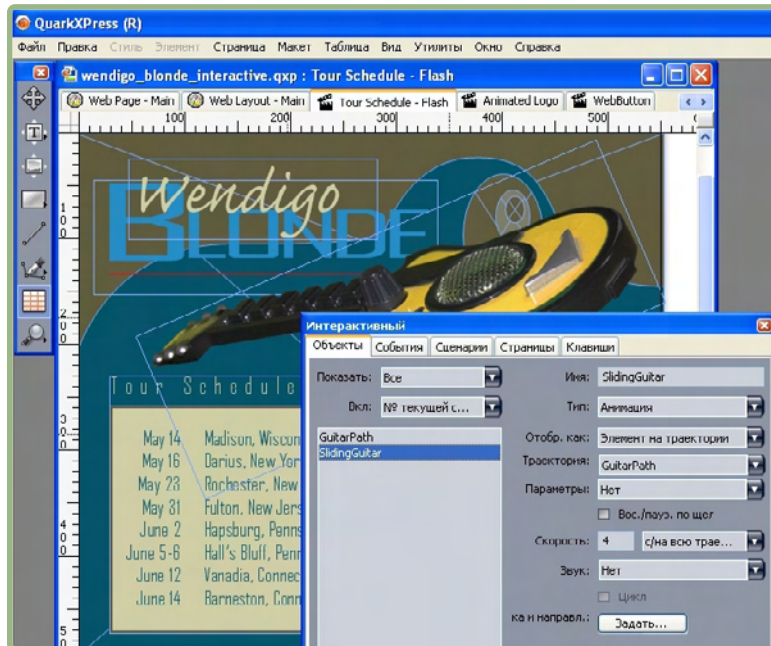 QuarkXPress (R)
Файл Правка Стиль Элемент Страница Макет Таблица Вид Утилиты Окно Справка
wendigo_blonde_interactive.qxp : Tour Schedule - Flash
Web Page - Main Web Layout - Main Tour Schedule - Flash Animated Logo WebButton
100 200 300 400 500
Wendigo
BLONDE
Интерактивный
Объекты События Сценарии Страницы Клавиши
Показать: Все
Имя: SlidingGuitar
Вкл: № текущей с...
Тип: Анимация
GuitarPath
SlidingGuitar
Отобр. как: Элемент на траектории
Траектория: GuitarPath
Параметры: Нет
Вос./пауз. по щел
Скорость: 4 с/на всю трае...
Звук: Нет
Цикл
ка и направл.: Задать...
Tour Schedule
May 14 Madison, Wiscon
May 16 Darius, New Yor
May 23 Rochester, New
May 31 Fulton, New Jers
June 2 Hapsburg, Penns
June 5-6 Hall's Bluff, Penn
June 12 Vanadia, Connec
June 14 Barneston, Conn